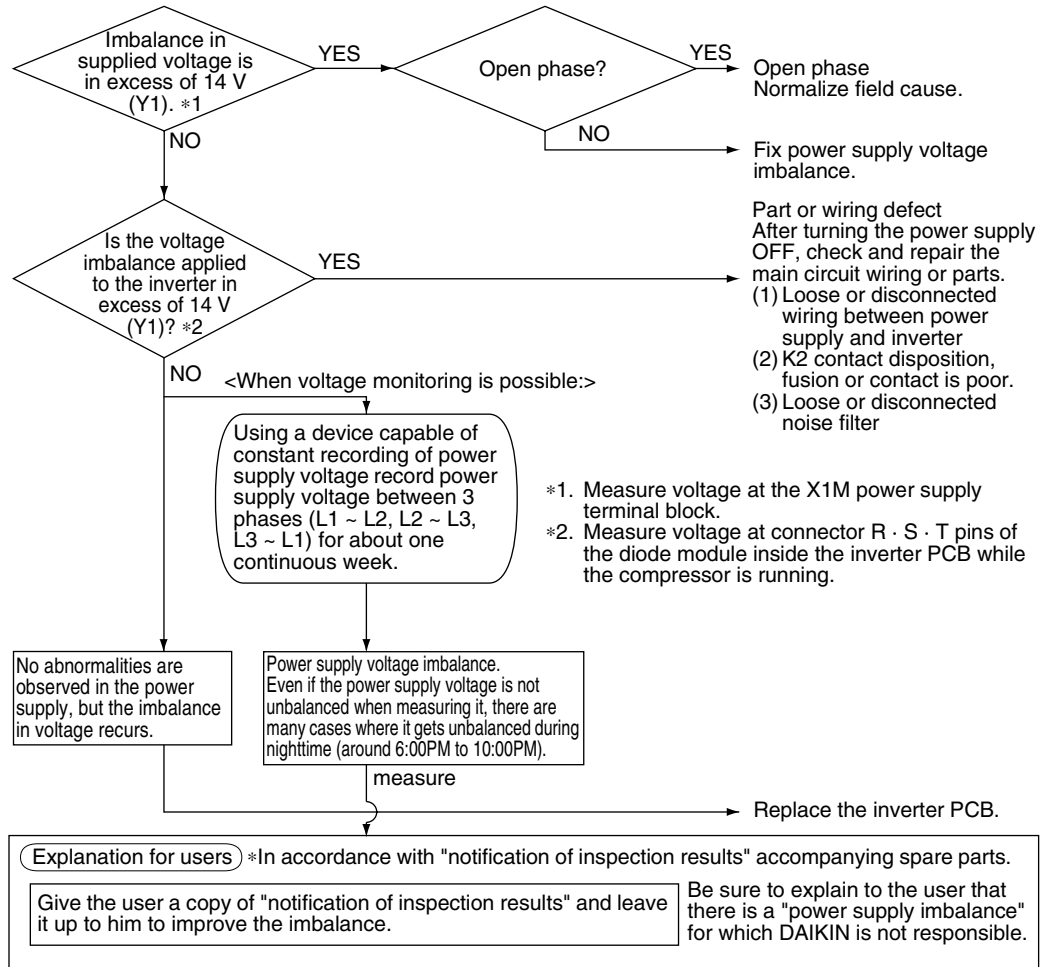 Imbalance in
supplied voltage is
in excess of 14 V
(Y1). *1
YES
Open phase?
YES
Open phase
Normalize field cause.
NO
NO
Fix power supply voltage
imbalance.
Is the voltage
imbalance applied
to the inverter in
excess of 14 V
(Y1)? *2
YES
Part or wiring defect
After turning the power supply
OFF, check and repair the
main circuit wiring or parts.
(1) Loose or disconnected
wiring between power
supply and inverter
(2) K2 contact disposition,
fusion or contact is poor.
(3) Loose or disconnected
noise filter
NO
<When voltage monitoring is possible:>
Using a device capable of
constant recording of power
supply voltage record power
supply voltage between 3
phases (L1 ~ L2, L2 ~ L3,
L3 ~ L1) for about one
continuous week.
*1. Measure voltage at the X1M power supply
terminal block.
*2. Measure voltage at connector R · S · T pins of
the diode module inside the inverter PCB while
the compressor is running.
No abnormalities are
observed in the power
supply, but the imbalance
in voltage recurs.
Power supply voltage imbalance.
Even if the power supply voltage is not
unbalanced when measuring it, there are
many cases where it gets unbalanced during
nighttime (around 6:00PM to 10:00PM).
measure
Replace the inverter PCB.
Explanation for users *In accordance with "notification of inspection results" accompanying spare parts.
Give the user a copy of "notification of inspection results" and leave
it up to him to improve the imbalance.
Be sure to explain to the user that
there is a "power supply imbalance"
for which DAIKIN is not responsible.